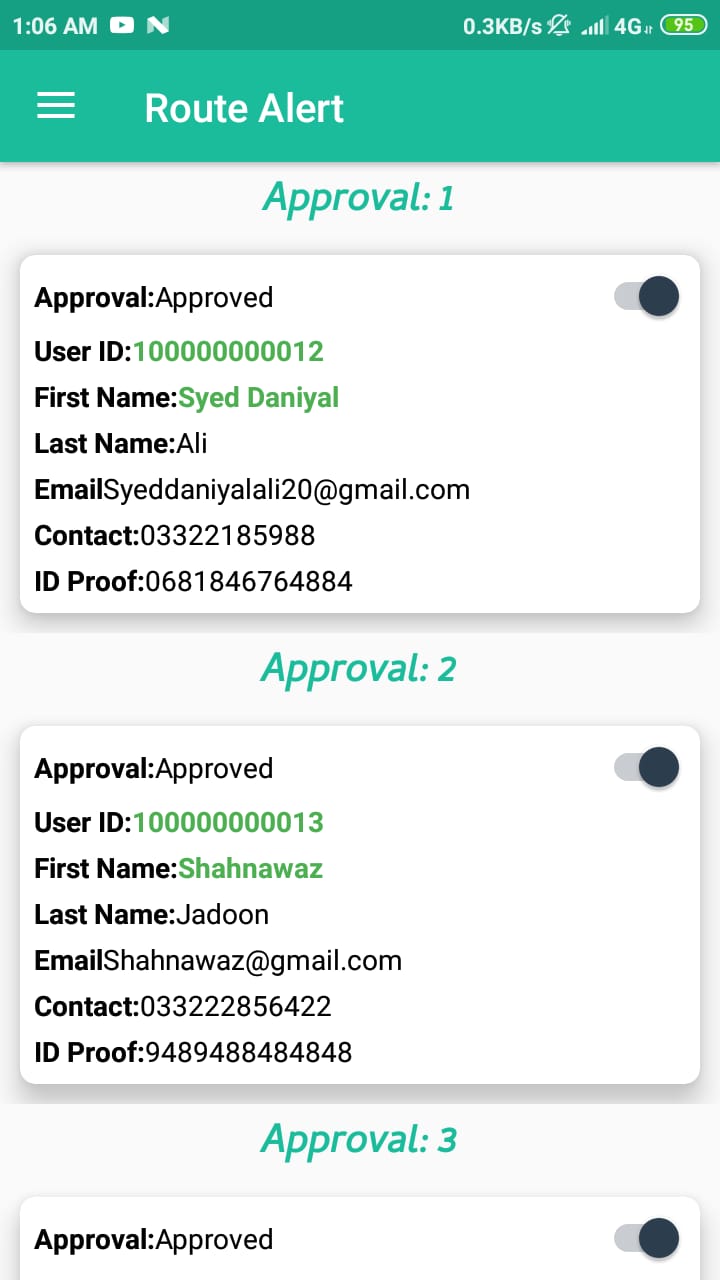 1:06 AM 0.3KB/s 4G 95
Route Alert
Approval: 1
Approval:Approved
User ID:100000000012
First Name:Syed Daniyal
Last Name:Ali
EmailSyeddaniyalali20@gmail.com
Contact:03322185988
ID Proof:0681846764884
Approval: 2
Approval:Approved
User ID:100000000013
First Name:Shahnawaz
Last Name:Jadoon
EmailShahnawaz@gmail.com
Contact:033222856422
ID Proof:9489488484848
Approval: 3
Approval:Approved